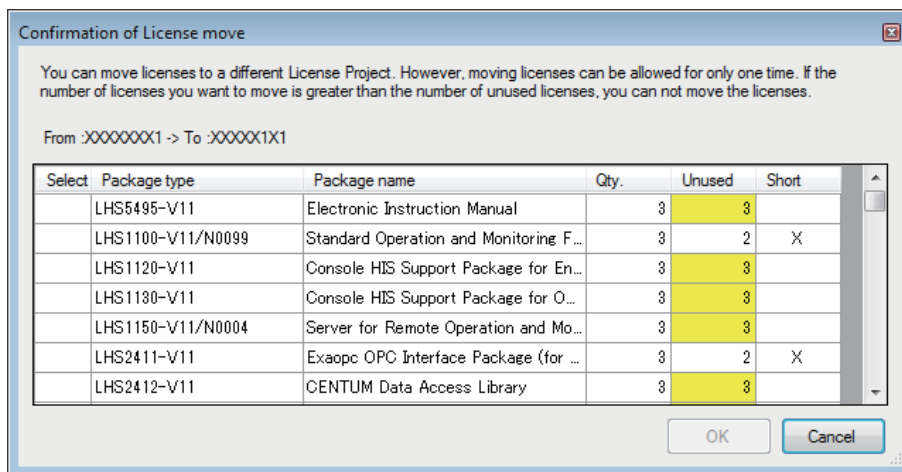 Confirmation of License move
You can move licenses to a different License Project. However, moving licenses can be allowed for only one time. If the
number of licenses you want to move is greater than the number of unused licenses, you can not move the licenses.
From :XXXXXXX1 -> To :XXXXX1X1
Select Package type Package name Qty. Unused Short
LHS5495-V11 Electronic Instruction Manual 3 3
LHS1100-V11/N0099 Standard Operation and Monitoring F... 3 2 X
LHS1120-V11 Console HIS Support Package for En... 3 3
LHS1130-V11 Console HIS Support Package for O... 3 3
LHS1150-V11/N0004 Server for Remote Operation and Mo... 3 3
LHS2411-V11 Exaopc OPC Interface Package (for ... 3 2 X
LHS2412-V11 CENTUM Data Access Library 3 3
OK Cancel